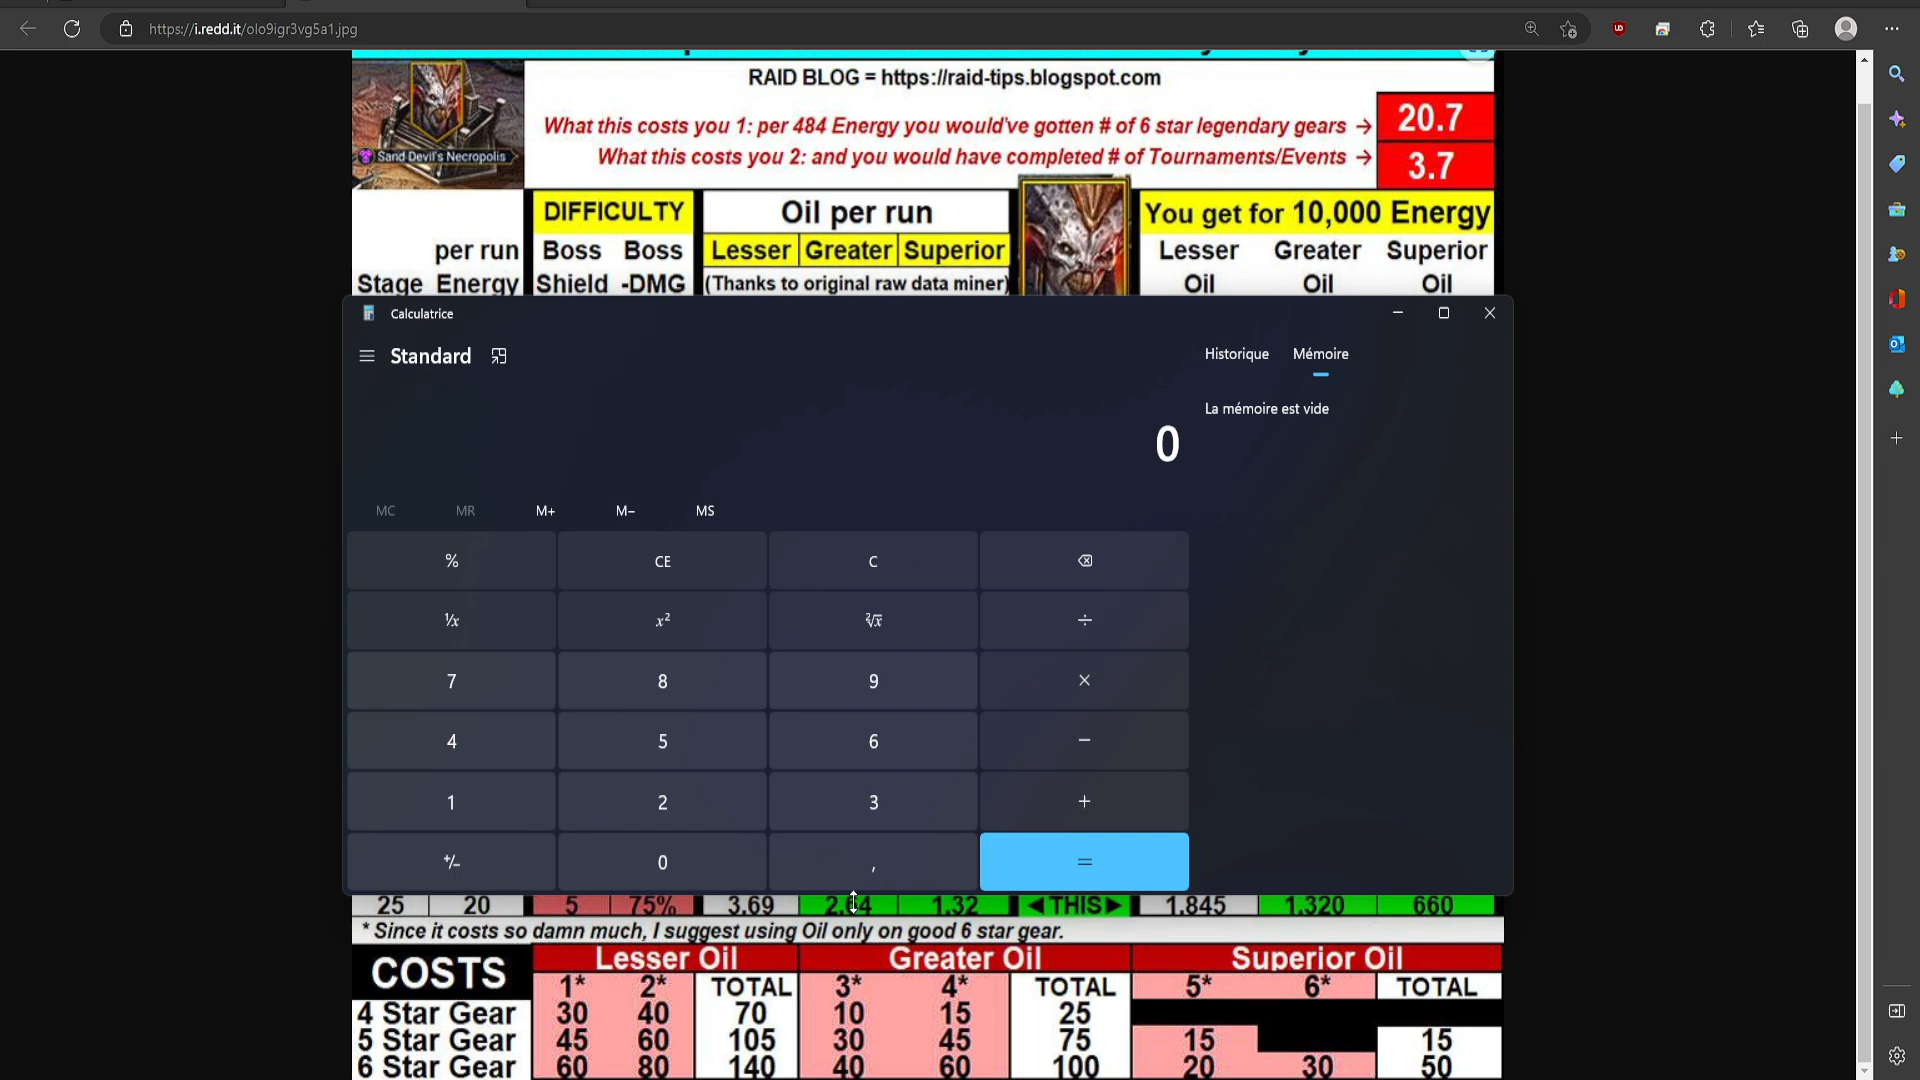 https://i.redd.it/olo9igr3vg5a1.jpg
RAID BLOG = https://raid-tips.blogspot.com
What this costs you 1: per 484 Energy you would've gotten # of 6 star legendary gears → 20.7
What this costs you 2: and you would have completed # of Tournaments/Events → 3.7
Sand Devil's Necropolis
DIFFICULTY Oil per run You get for 10,000 Energy
per run Boss Boss Lesser Greater Superior Lesser Greater Superior
Stage Energy Shield -DMG (Thanks to original raw data miner) Oil Oil Oil
Calculatrice
Standard
Historique Mémoire
La mémoire est vide
0
MC MR M+ M- MS
% CE C
¹/x x² ²√x ÷
7 8 9 ×
4 5 6 −
1 2 3 +
+/− 0 , =
25 20 5 75% 3.69 2.64 1.32 ◄THIS► 1,845 1,320 660
* Since it costs so damn much, I suggest using Oil only on good 6 star gear.
COSTS Lesser Oil Greater Oil Superior Oil
1* 2* TOTAL 3* 4* TOTAL 5* 6* TOTAL
4 Star Gear 30 40 70 10 15 25
5 Star Gear 45 60 105 30 45 75 15 15
6 Star Gear 60 80 140 40 60 100 20 30 50